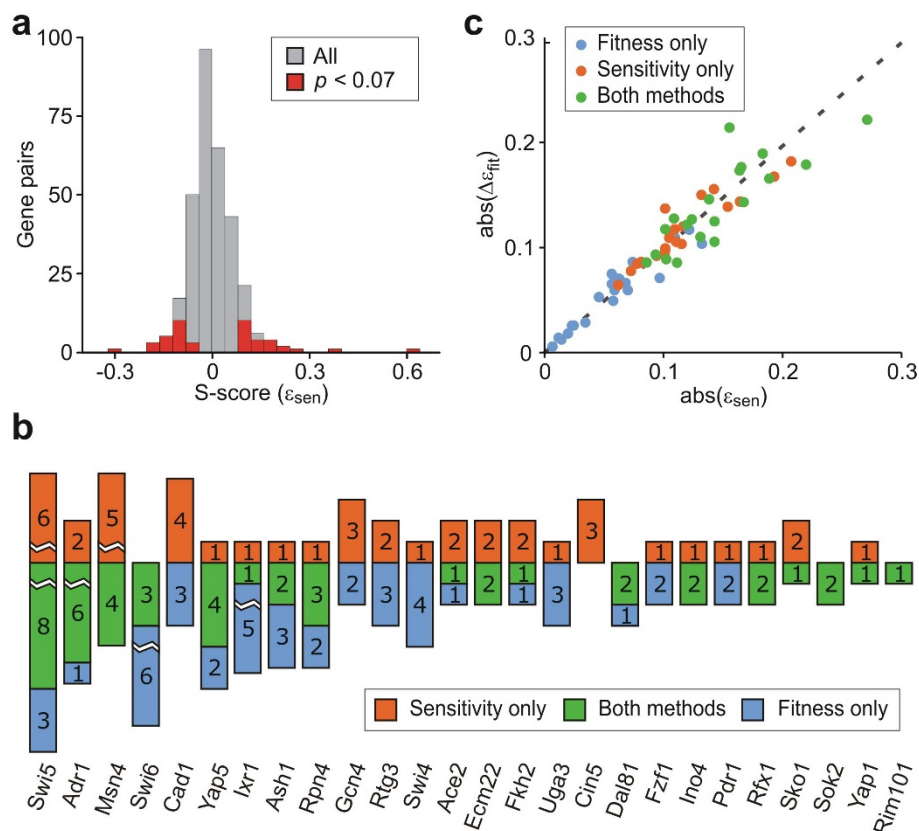 a
100
75
50
25
0
Gene pairs
All
p < 0.07
-0.3
0
0.3
0.6
S-score (εsen)
c
0.3
0.2
0.1
0
abs(Δεfit)
Fitness only
Sensitivity only
Both methods
0
0.1
0.2
0.3
abs(εsen)
b
6 2 5 4 1 1 1 1 3 2 1 2 2 2 1 3 1 1 1 1 2 1
8 6 4 3 3 4 1 2 3 2 3 4 1 2 1 3 2 2 2 2 2 1 2 1 1
3 1 6 2 5 3 2 1 1 1
Sensitivity only
Both methods
Fitness only
Swi5
Adr1
Msn4
Swi6
Cad1
Yap5
Ixr1
Ash1
Rpn4
Gcn4
Rtg3
Swi4
Ace2
Ecm22
Fkh2
Uga3
Cin5
Dal81
Fzf1
Ino4
Pdr1
Rfx1
Sko1
Sok2
Yap1
Rim101